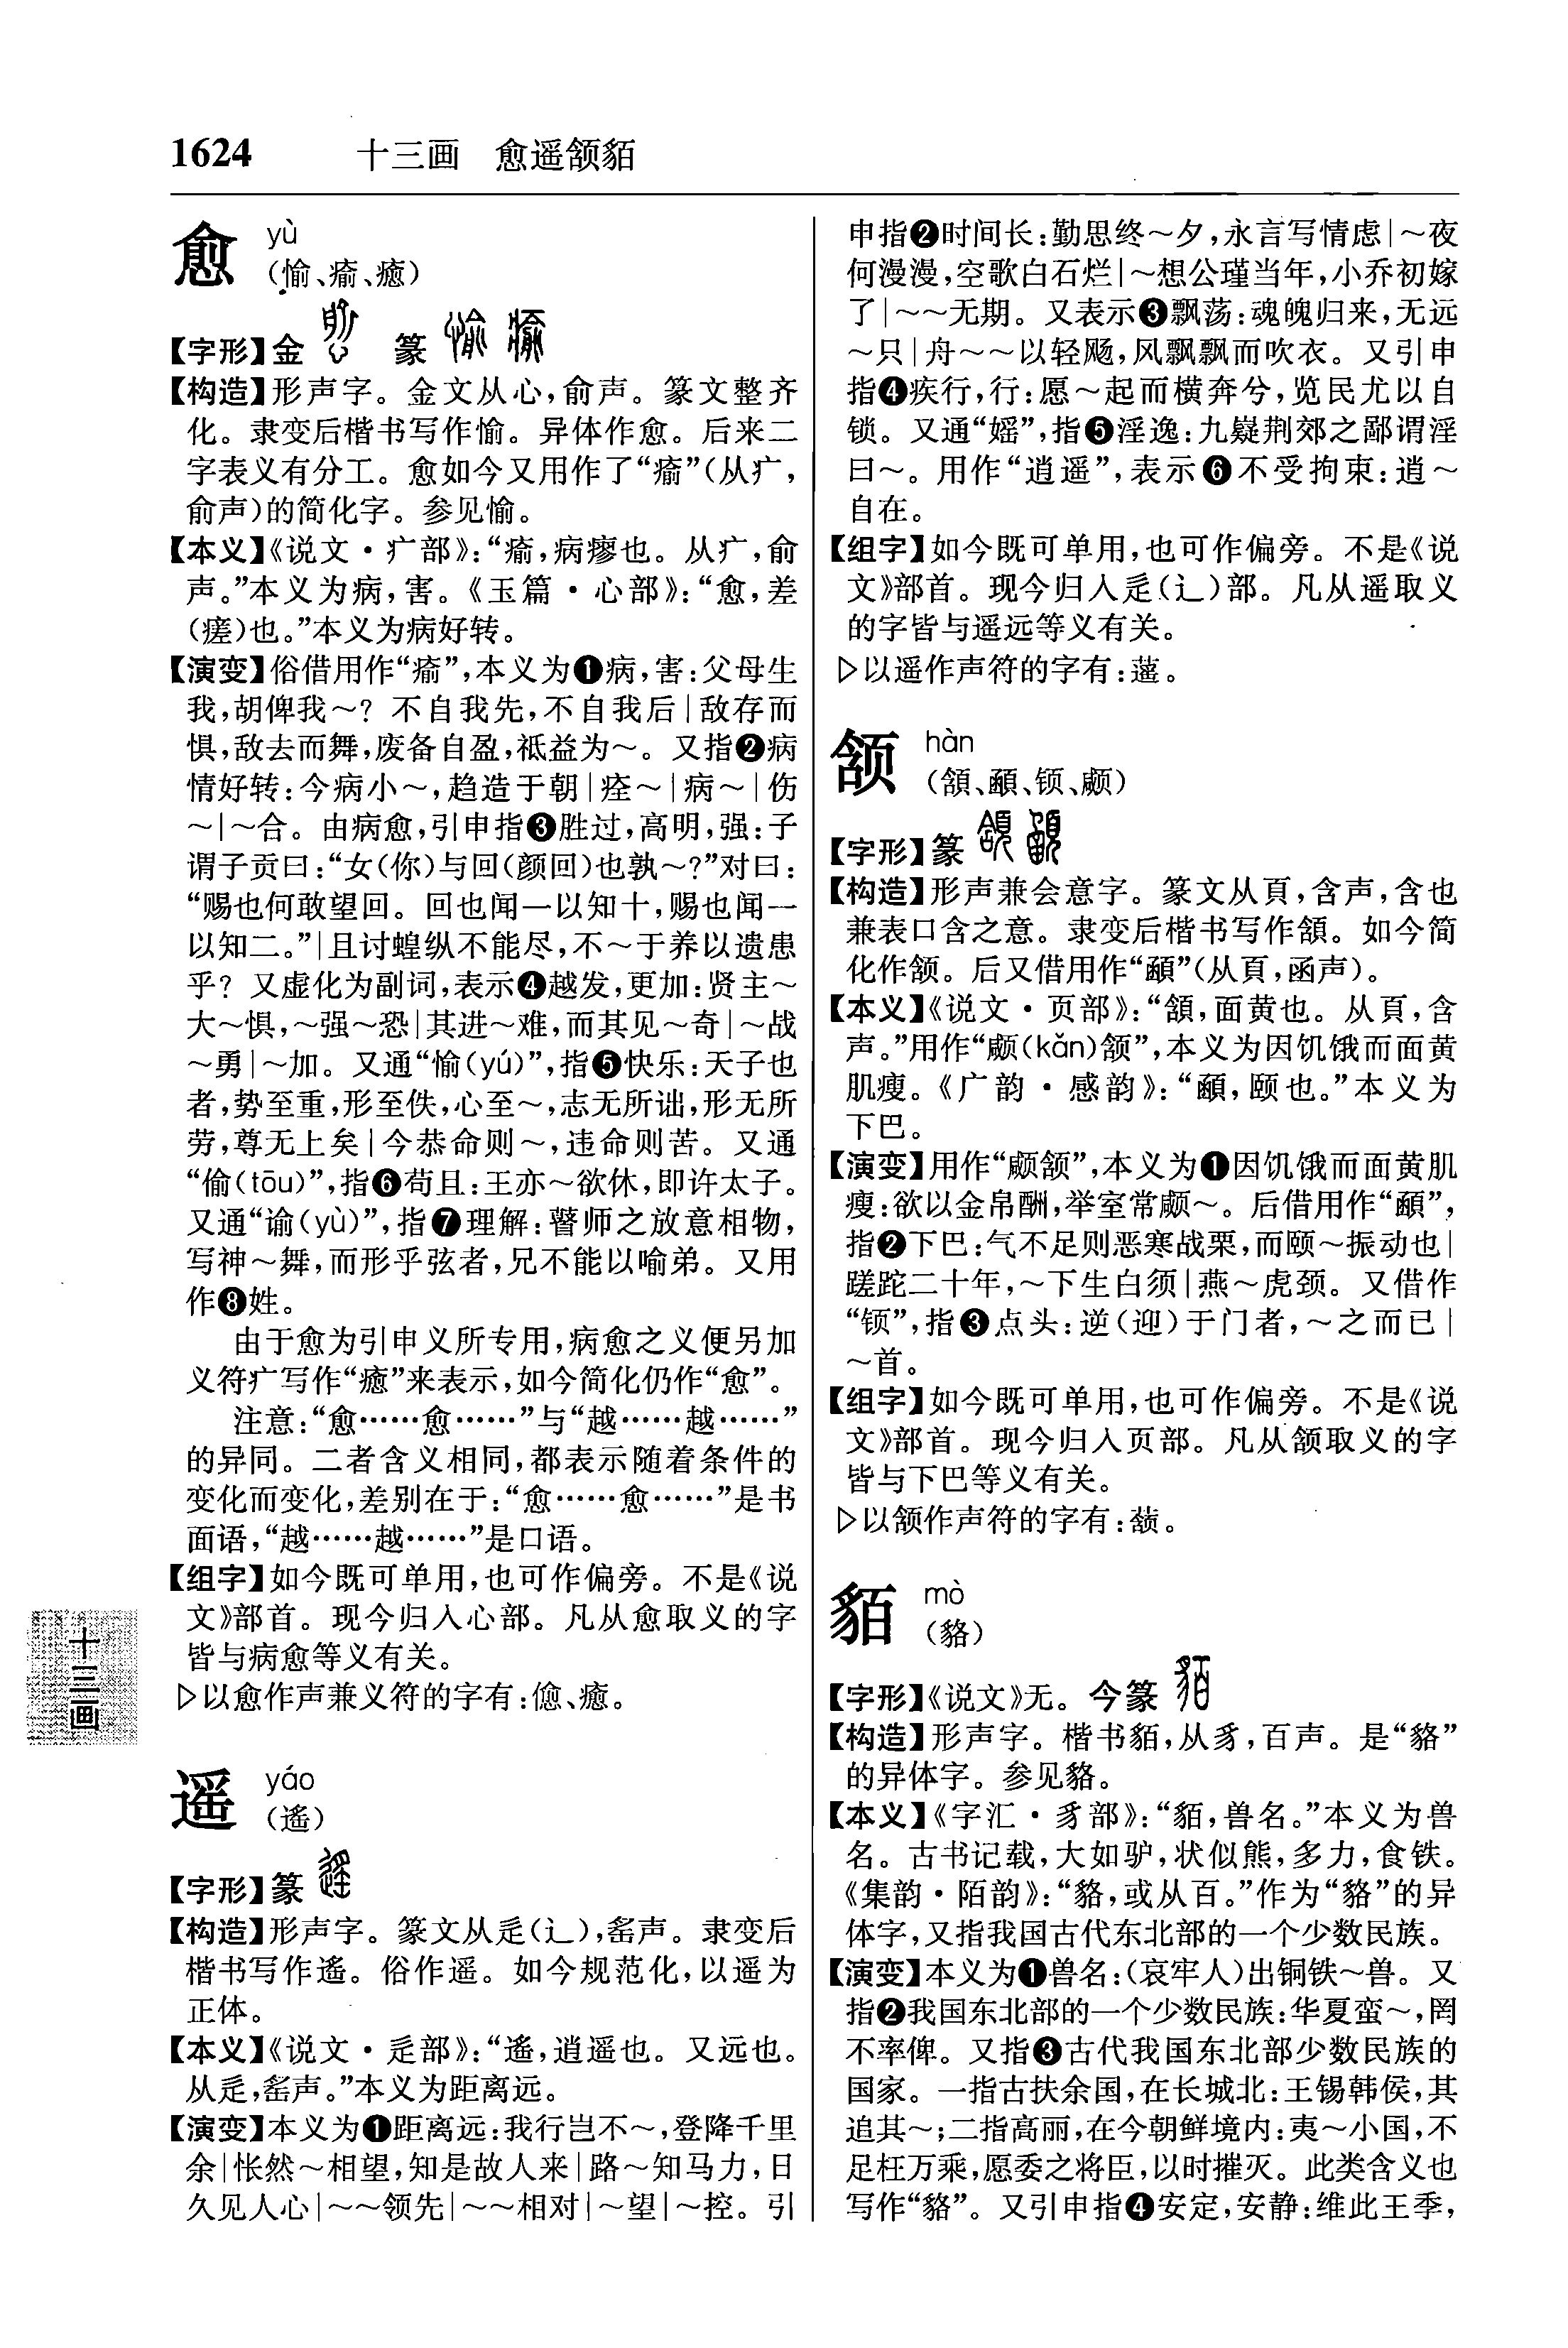 1624 十三画 愈遥颔貊
愈 yù
(愉、瘉、癒)
【字形】金 篆
【构造】形声字。金文从心,俞声。篆文整齐
化。隶变后楷书写作愉。异体作愈。后来二
字表义有分工。愈如今又用作了“瘉”(从疒,
俞声)的简化字。参见愉。
【本义】《说文·疒部》:“瘉,病瘳也。从疒,俞
声。”本义为病,害。《玉篇·心部》:“愈,差
(瘥)也。”本义为病好转。
【演变】俗借用作“瘉”,本义为❶病,害:父母生
我,胡俾我~?不自我先,不自我后|敌存而
惧,敌去而舞,废备自盈,祗益为~。又指❷病
情好转:今病小~,趋造于朝|痊~|病~|伤
~|~合。由病愈,引申指❸胜过,高明,强:子
谓子贡曰:“女(你)与回(颜回)也孰~?”对曰:
“赐也何敢望回。回也闻一以知十,赐也闻一
以知二。”|且讨蝗纵不能尽,不~于养以遗患
乎?又虚化为副词,表示❹越发,更加:贤主~
大~惧,~强~恐|其进~难,而其见~奇|~战
~勇|~加。又通“愉(yú)”,指❺快乐:天子也
者,势至重,形至佚,心至~,志无所诎,形无所
劳,尊无上矣|今恭命则~,违命则苦。又通
“偷(tōu)”,指❻苟且:王亦~欲休,即许太子。
又通“谕(yù)”,指❼理解:瞽师之放意相物,
写神~舞,而形乎弦者,兄不能以喻弟。又用
作❽姓。
由于愈为引申义所专用,病愈之义便另加
义符疒写作“癒”来表示,如今简化仍作“愈”。
注意:“愈……愈……”与“越……越……”
的异同。二者含义相同,都表示随着条件的
变化而变化,差别在于:“愈……愈……”是书
面语,“越……越……”是口语。
【组字】如今既可单用,也可作偏旁。不是《说
文》部首。现今归入心部。凡从愈取义的字
皆与病愈等义有关。
▷以愈作声兼义符的字有:㒁、癒。
十三画
遥 yáo
(遙)
【字形】篆
【构造】形声字。篆文从辵(辶),䍃声。隶变后
楷书写作遙。俗作遥。如今规范化,以遥为
正体。
【本义】《说文·辵部》:“遙,逍遥也。又远也。
从辵,䍃声。”本义为距离远。
【演变】本义为❶距离远:我行岂不~,登降千里
余|怅然~相望,知是故人来|路~知马力,日
久见人心|~~领先|~~相对|~望|~控。引
申指❷时间长:勤思终~夕,永言写情虑|~夜
何漫漫,空歌白石烂|~想公瑾当年,小乔初嫁
了|~~无期。又表示❸飘荡:魂魄归来,无远
~只|舟~~以轻飏,风飘飘而吹衣。又引申
指❹疾行,行:愿~起而横奔兮,览民尤以自
锁。又通“媱”,指❺淫逸:九嶷荆郊之鄙谓淫
曰~。用作“逍遥”,表示❻不受拘束:逍~
自在。
【组字】如今既可单用,也可作偏旁。不是《说
文》部首。现今归入辵(辶)部。凡从遥取义
的字皆与遥远等义有关。
▷以遥作声符的字有:薳。
颔 hàn
(頷、顄、䫲、顑)
【字形】篆
【构造】形声兼会意字。篆文从頁,含声,含也
兼表口含之意。隶变后楷书写作頷。如今简
化作颔。后又借用作“顄”(从頁,函声)。
【本义】《说文·页部》:“頷,面黄也。从頁,含
声。”用作“顑(kǎn)颔”,本义为因饥饿而面黄
肌瘦。《广韵·感韵》:“顄,颐也。”本义为
下巴。
【演变】用作“顑颔”,本义为❶因饥饿而面黄肌
瘦:欲以金帛酬,举室常顑~。后借用作“顄”,
指❷下巴:气不足则恶寒战栗,而颐~振动也|
蹉跎二十年,~下生白须|燕~虎颈。又借作
“”,指❸点头:逆(迎)于门者,~之而已|
~首。
【组字】如今既可单用,也可作偏旁。不是《说
文》部首。现今归入页部。凡从颔取义的字
皆与下巴等义有关。
▷以颔作声符的字有:。
貊 mò
(貉)
【字形】《说文》无。今篆
【构造】形声字。楷书貊,从豸,百声。是“貉”
的异体字。参见貉。
【本义】《字汇·豸部》:“貊,兽名。”本义为兽
名。古书记载,大如驴,状似熊,多力,食铁。
《集韵·陌韵》:“貉,或从百。”作为“貉”的异
体字,又指我国古代东北部的一个少数民族。
【演变】本义为❶兽名:(哀牢人)出铜铁~兽。又
指❷我国东北部的一个少数民族:华夏蛮~,罔
不率俾。又指❸古代我国东北部少数民族的
国家。一指古扶余国,在长城北:王锡韩侯,其
追其~;二指高丽,在今朝鲜境内:夷~小国,不
足枉万乘,愿委之将臣,以时摧灭。此类含义也
写作“貉”。又引申指❹安定,安静:维此王季,